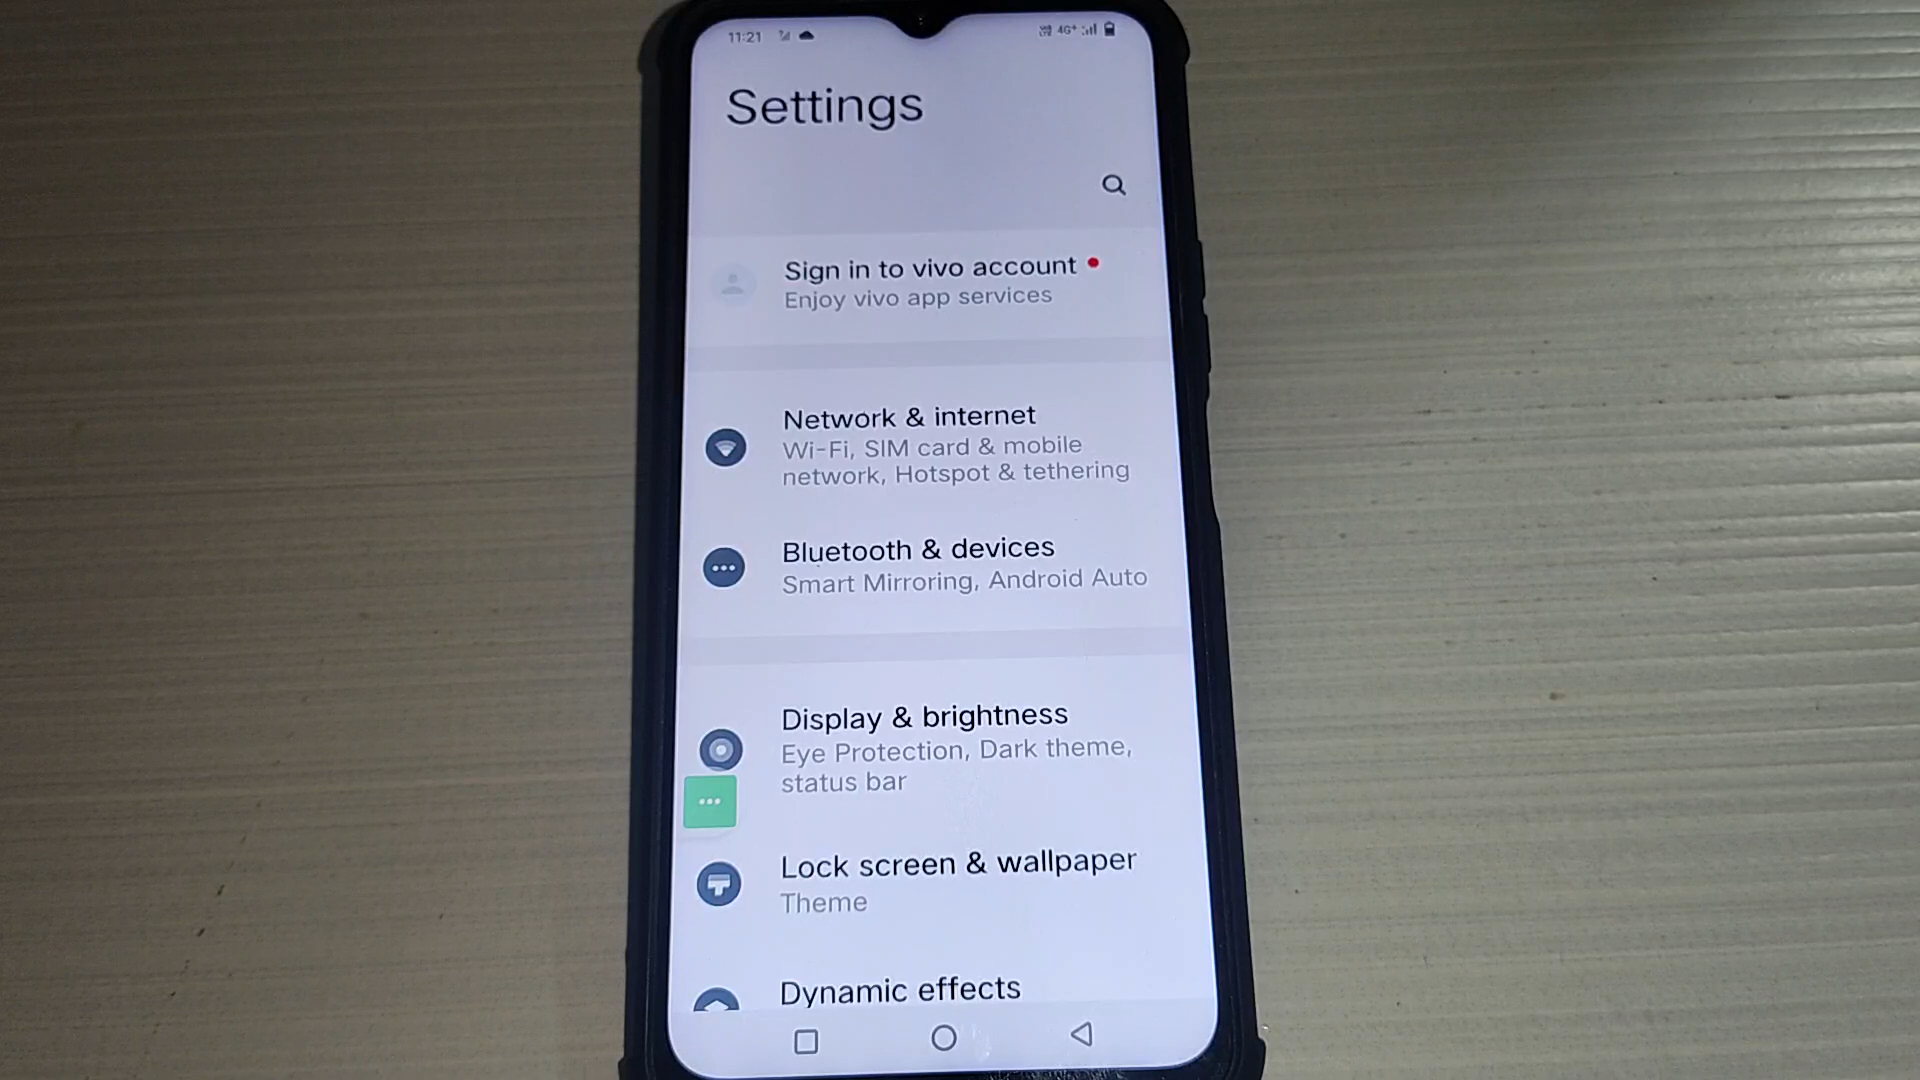 11:21
4G+
Settings
Sign in to vivo account
Enjoy vivo app services
Network & internet
Wi-Fi, SIM card & mobile
network, Hotspot & tethering
Bluetooth & devices
Smart Mirroring, Android Auto
Display & brightness
Eye Protection, Dark theme,
status bar
Lock screen & wallpaper
Theme
Dynamic effects